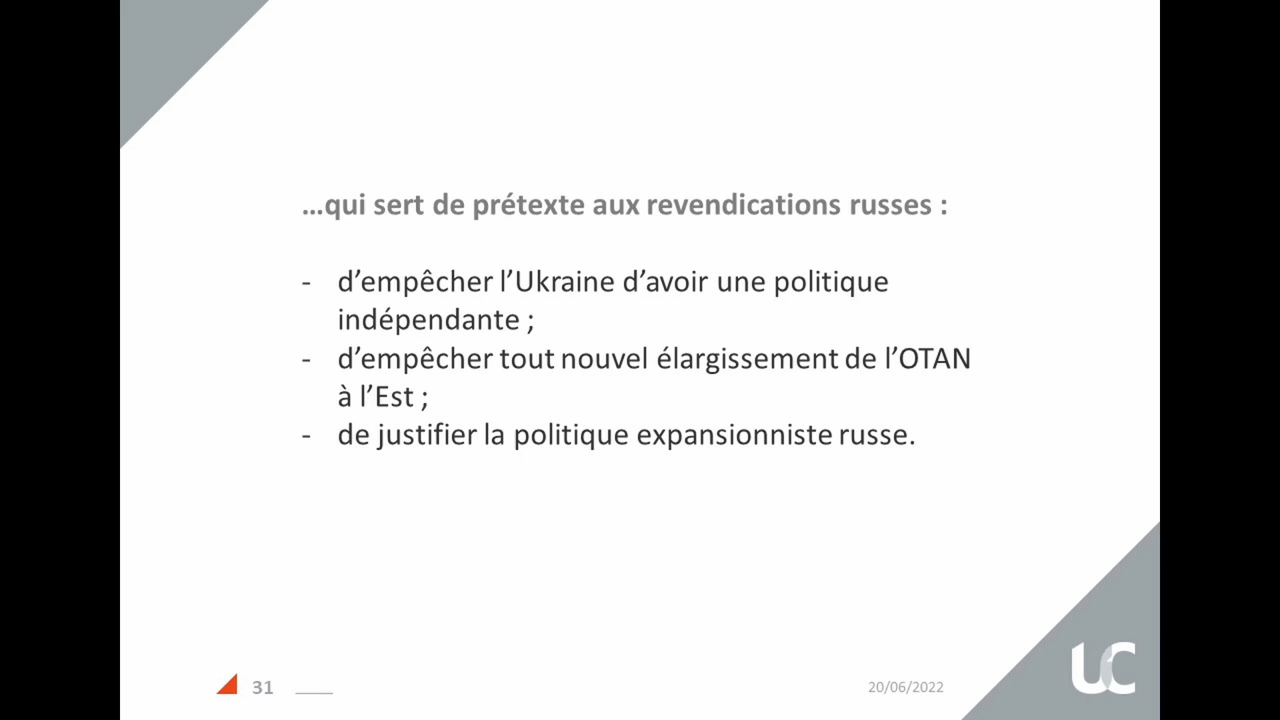 …qui sert de prétexte aux revendications russes :
- d’empêcher l’Ukraine d’avoir une politique
indépendante ;
- d’empêcher tout nouvel élargissement de l’OTAN
à l’Est ;
- de justifier la politique expansionniste russe.
31
20/06/2022
UC